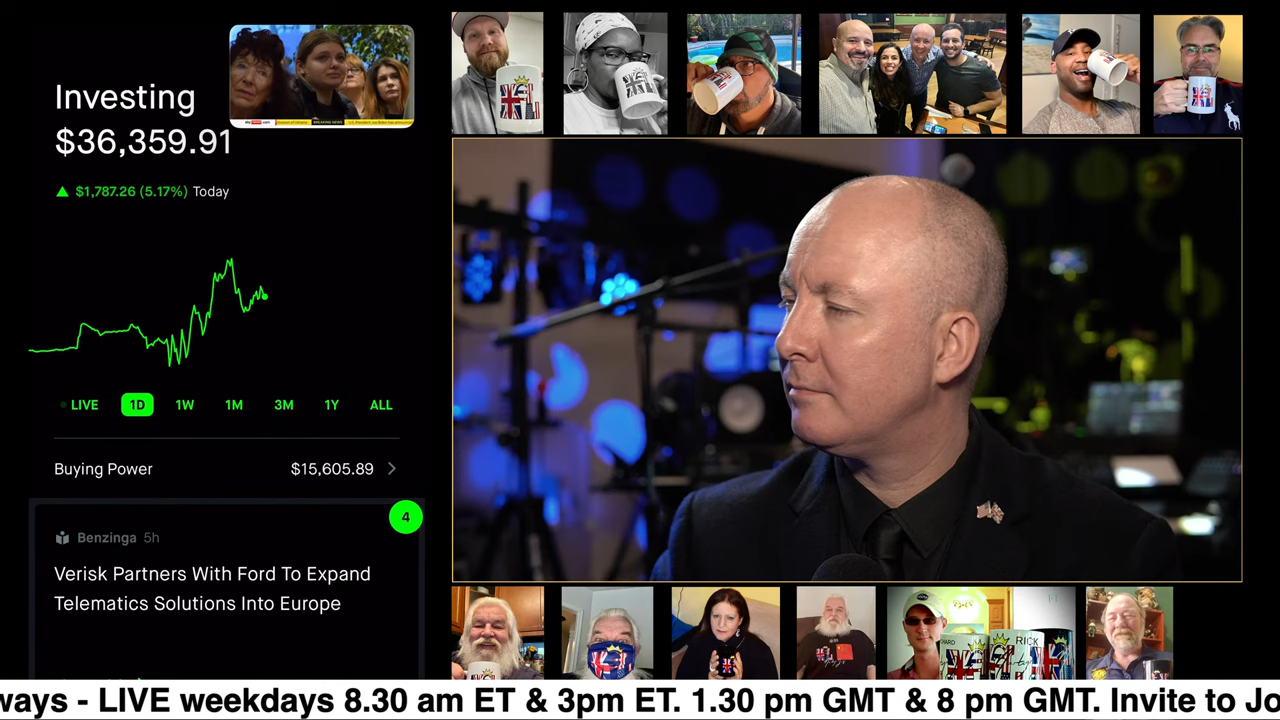 Investing
$36,359.91
▲ $1,787.26 (5.17%) Today
LIVE 1D 1W 1M 3M 1Y ALL
Buying Power $15,605.89
4
Benzinga 5h
Verisk Partners With Ford To Expand
Telematics Solutions Into Europe
RICK
ways - LIVE weekdays 8.30 am ET & 3pm ET. 1.30 pm GMT & 8 pm GMT. Invite to Jo